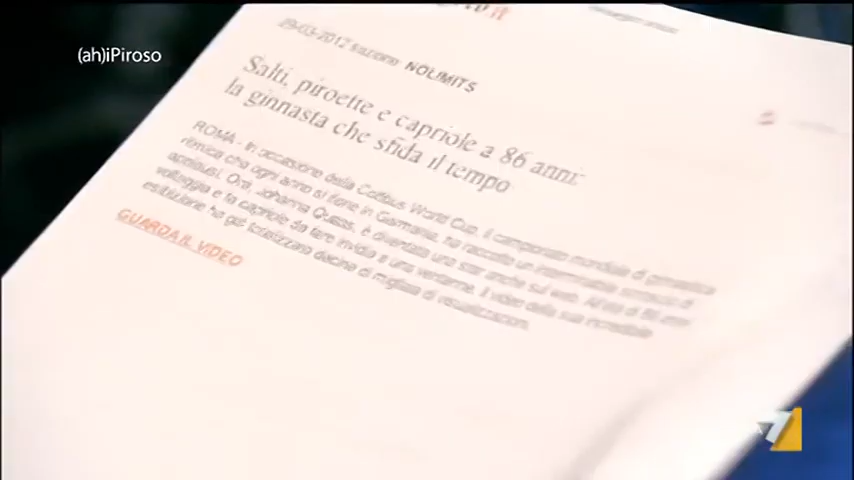 (ah)iPiroso
29-03-2012 sezione: NOLIMITS
Salti, piroette e capriole a 86 anni:
la ginnasta che sfida il tempo
ROMA - In occasione della Cottbus World Cup, il campionato mondiale di ginnastica
ritmica che ogni anno si tiene in Germania, ha raccolto un interminabile scroscio di
applausi. Ora, Johanna Quaas, è diventata una star anche sul web. All'età di 86 anni
volteggia e fa capriole da fare invidia a una ventenne. Il video della sua incredibile
esibizione ha già totalizzato decine di migliaia di visualizzazioni.
GUARDA IL VIDEO
7